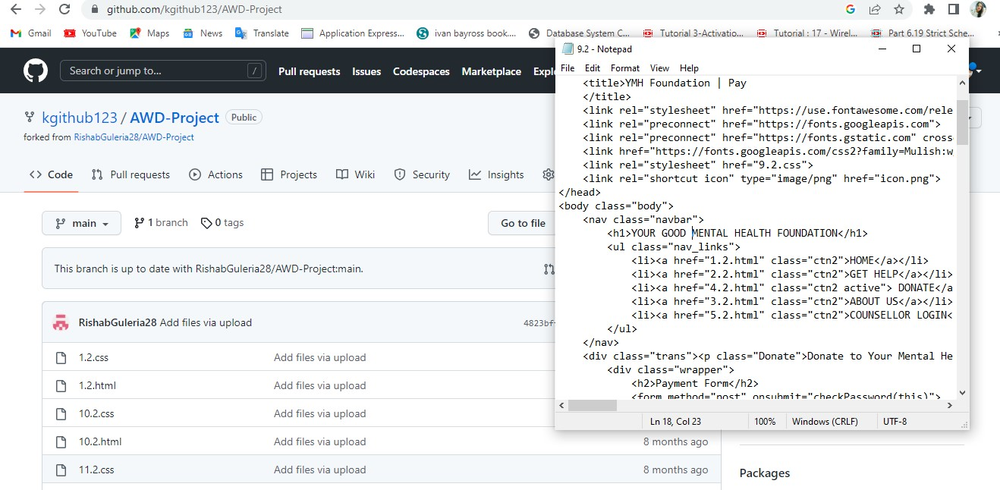 github.com/kgithub123/AWD-Project
Gmail
YouTube
Maps
News
Translate
Application Express...
ivan bayross book....
Database System C...
Tutorial 3-Activatio...
Tutorial : 17 - Wirel...
Part 6.19 Strict Sche...
Search or jump to...
/
Pull requests
Issues
Codespaces
Marketplace
Expl
kgithub123 / AWD-Project
Public
forked from RishabGuleria28/AWD-Project
Code
Pull requests
Actions
Projects
Wiki
Security
Insights
main
1 branch
0 tags
Go to file
This branch is up to date with RishabGuleria28/AWD-Project:main.
RishabGuleria28 Add files via upload
4823bf
1.2.css Add files via upload
1.2.html Add files via upload
10.2.css Add files via upload
10.2.html Add files via upload 8 months ago
11.2.css Add files via upload 8 months ago
Packages
9.2 - Notepad
File Edit Format View Help
<title>YMH Foundation | Pay
</title>
<link rel="stylesheet" href="https://use.fontawesome.com/rele
<link rel="preconnect" href="https://fonts.googleapis.com">
<link rel="preconnect" href="https://fonts.gstatic.com" cross
<link href="https://fonts.googleapis.com/css2?family=Mulish:w
<link rel="stylesheet" href="9.2.css">
<link rel="shortcut icon" type="image/png" href="icon.png">
</head>
<body class="body">
<nav class="navbar">
<h1>YOUR GOOD MENTAL HEALTH FOUNDATION</h1>
<ul class="nav_links">
<li><a href="1.2.html" class="ctn2">HOME</a></li>
<li><a href="2.2.html" class="ctn2">GET HELP</a></li>
<li><a href="4.2.html" class="ctn2 active"> DONATE</a
<li><a href="3.2.html" class="ctn2">ABOUT US</a></li>
<li><a href="5.2.html" class="ctn2">COUNSELLOR LOGIN<
</ul>
</nav>
<div class="trans"><p class="Donate">Donate to Your Mental He
<div class="wrapper">
<h2>Payment Form</h2>
<form method="post" onsubmit="checkPassword(this)">
Ln 18, Col 23
100%
Windows (CRLF)
UTF-8